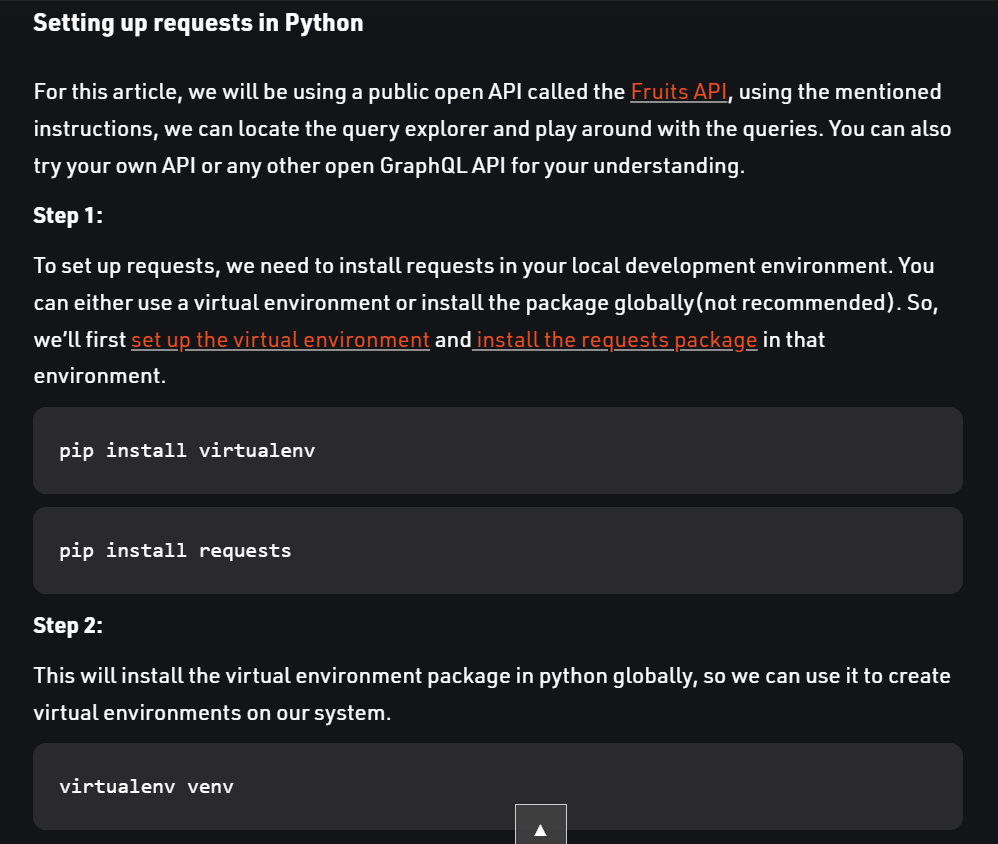 Setting up requests in Python
For this article, we will be using a public open API called the Fruits API, using the mentioned
instructions, we can locate the query explorer and play around with the queries. You can also
try your own API or any other open GraphQL API for your understanding.
Step 1:
To set up requests, we need to install requests in your local development environment. You
can either use a virtual environment or install the package globally(not recommended). So,
we'll first set up the virtual environment and install the requests package in that
environment.
pip install virtualenv
pip install requests
Step 2:
This will install the virtual environment package in python globally, so we can use it to create
virtual environments on our system.
virtualenv venv